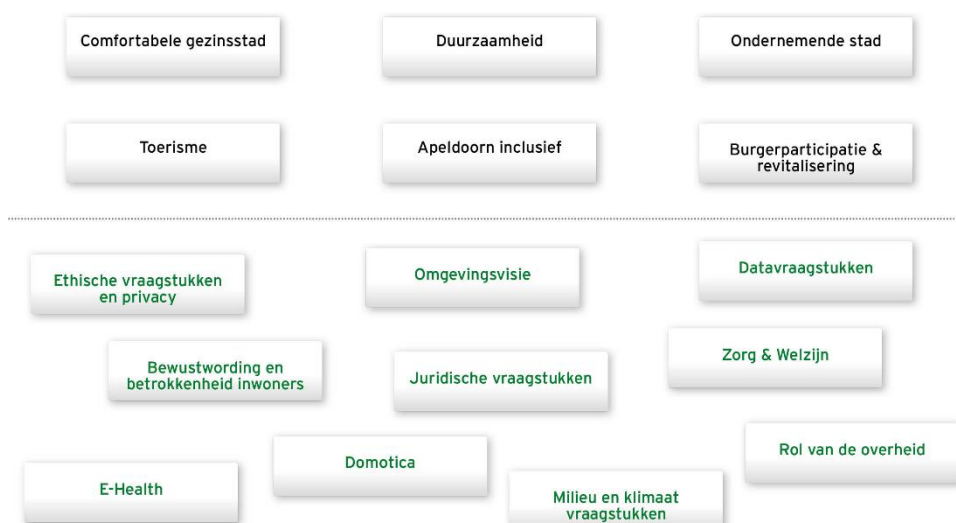 Comfortabele gezinsstad
Duurzaamheid
Ondernemende stad
Toerisme
Apeldoorn inclusief
Burgerparticipatie &
revitalisering
Ethische vraagstukken
en privacy
Omgevingsvisie
Datavraagstukken
Bewustwording en
betrokkenheid inwoners
Juridische vraagstukken
Zorg & Welzijn
E-Health
Domotica
Milieu en klimaat
vraagstukken
Rol van de overheid